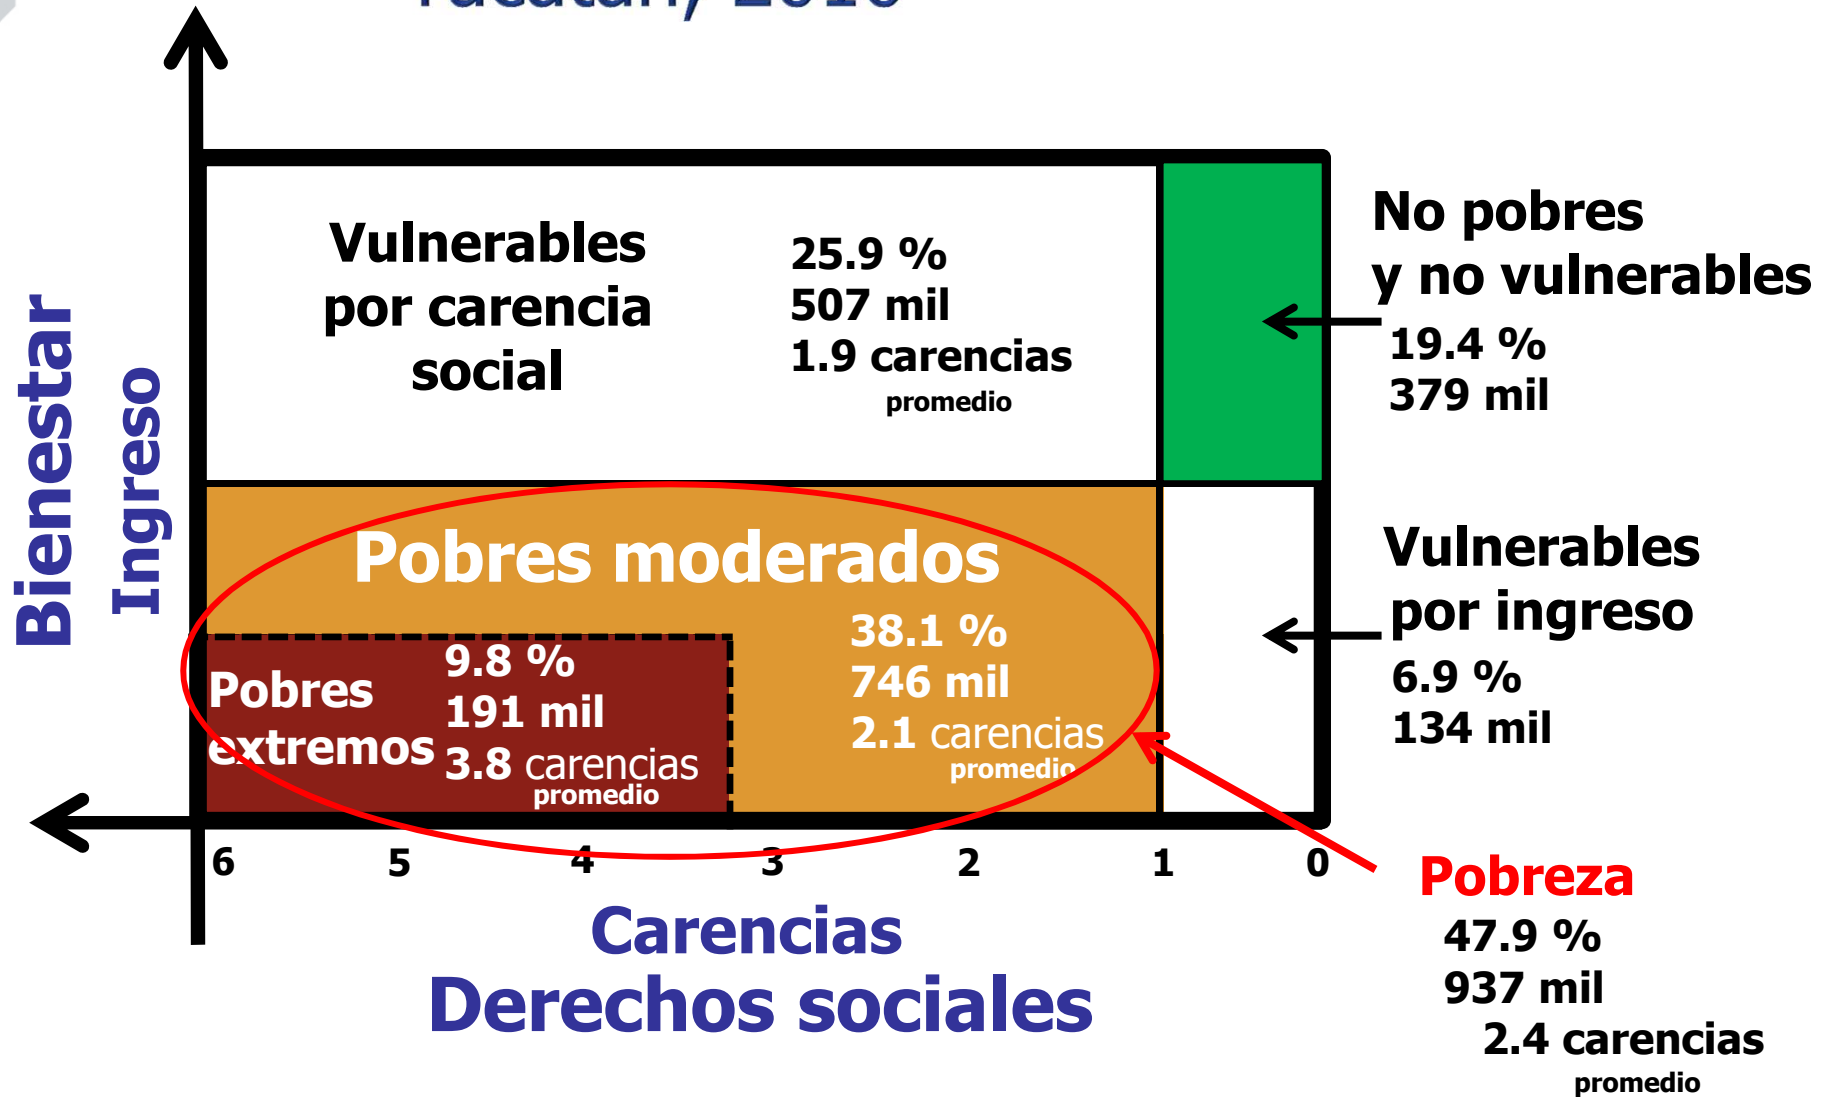 Yucatán, 2010
Bienestar
Ingreso
Vulnerables
por carencia
social
25.9 %
507 mil
1.9 carencias
promedio
No pobres
y no vulnerables
19.4 %
379 mil
Pobres moderados
38.1 %
746 mil
2.1 carencias
promedio
Pobres
extremos
9.8 %
191 mil
3.8 carencias
promedio
Vulnerables
por ingreso
6.9 %
134 mil
6 5 4 3 2 1 0
Carencias
Derechos sociales
Pobreza
47.9 %
937 mil
2.4 carencias
promedio